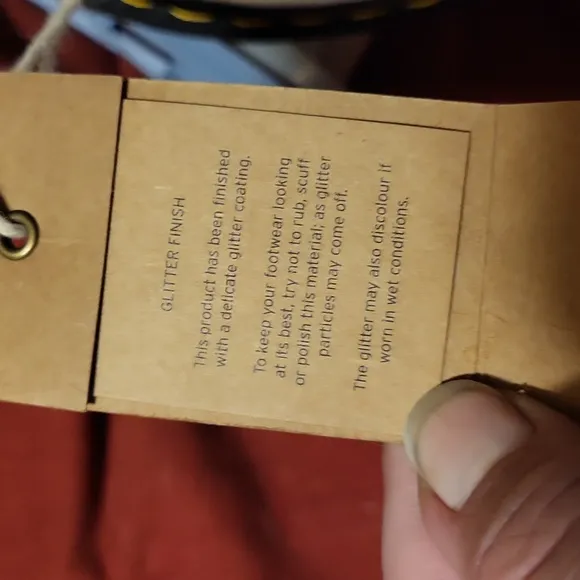 GLITTER FINISH
This product has been finished
with a delicate glitter coating.
To keep your footwear looking
at its best, try not to rub, scuff
or polish this material; as glitter
particles may come off.
The glitter may also discolour if
worn in wet conditions.